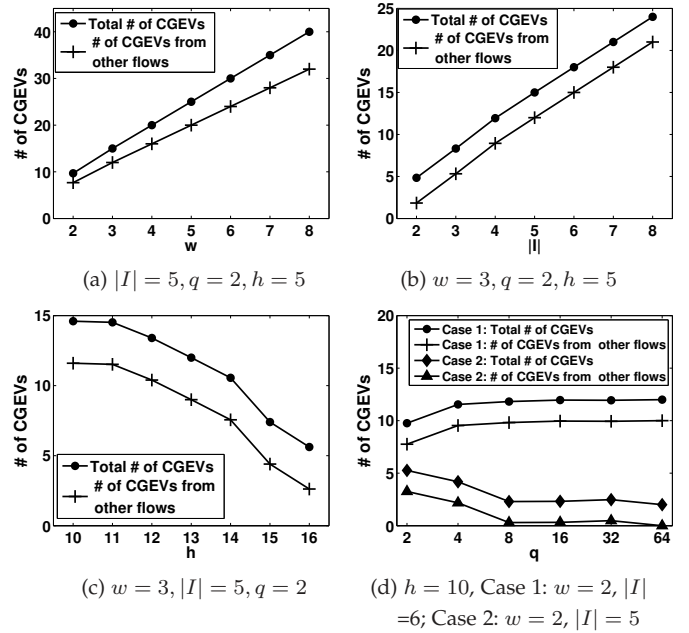 40
30
20
10
0
# of CGEVs
Total # of CGEVs
# of CGEVs from
other flows
2 3 4 5 6 7 8
w
(a) |I| = 5, q = 2, h = 5
25
20
15
10
5
0
# of CGEVs
Total # of CGEVs
# of CGEVs from
other flows
2 3 4 5 6 7 8
|I|
(b) w = 3, q = 2, h = 5
15
10
5
0
# of CGEVs
Total # of CGEVs
# of CGEVs from
other flows
10 11 12 13 14 15 16
h
(c) w = 3, |I| = 5, q = 2
20
15
10
5
0
# of CGEVs
Case 1: Total # of CGEVs
Case 1: # of CGEVs from other flows
Case 2: Total # of CGEVs
Case 2: # of CGEVs from other flows
2 4 8 16 32 64
q
(d) h = 10, Case 1: w = 2, |I|
=6; Case 2: w = 2, |I| = 5